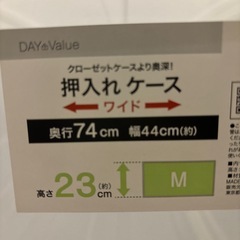 DAY & Value
クローゼットケースより奥深!
押入れ ケース
ワイド
奥行74cm 幅44cm(約)
高さ23(約)cm
M